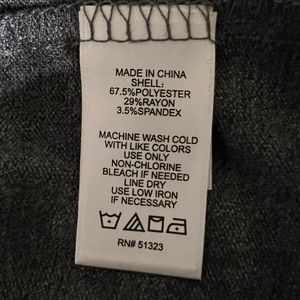 MADE IN CHINA
SHELL:
67.5%POLYESTER
29%RAYON
3.5%SPANDEX
MACHINE WASH COLD
WITH LIKE COLORS
USE ONLY
NON-CHLORINE
BLEACH IF NEEDED
LINE DRY
USE LOW IRON
IF NECESSARY
RN# 51323